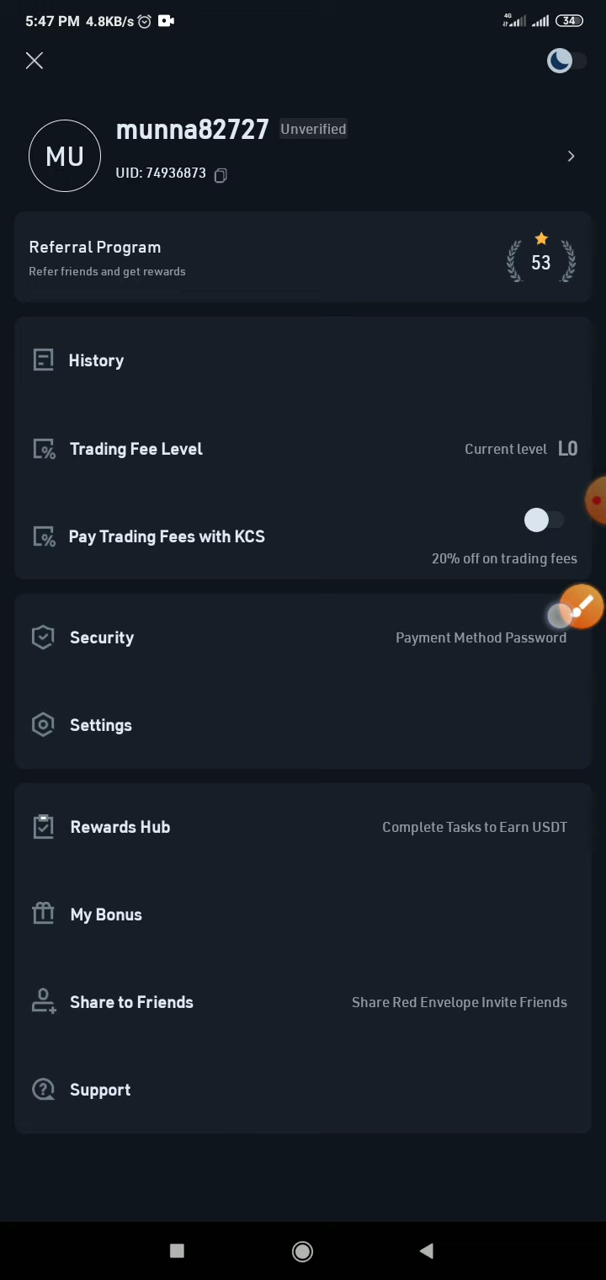 5:47 PM 4.8KB/s
4G
34
MU
munna82727 Unverified
UID: 74936873
Referral Program
Refer friends and get rewards
53
History
Trading Fee Level Current level L0
Pay Trading Fees with KCS
20% off on trading fees
Security Payment Method Password
Settings
Rewards Hub Complete Tasks to Earn USDT
My Bonus
Share to Friends Share Red Envelope Invite Friends
Support